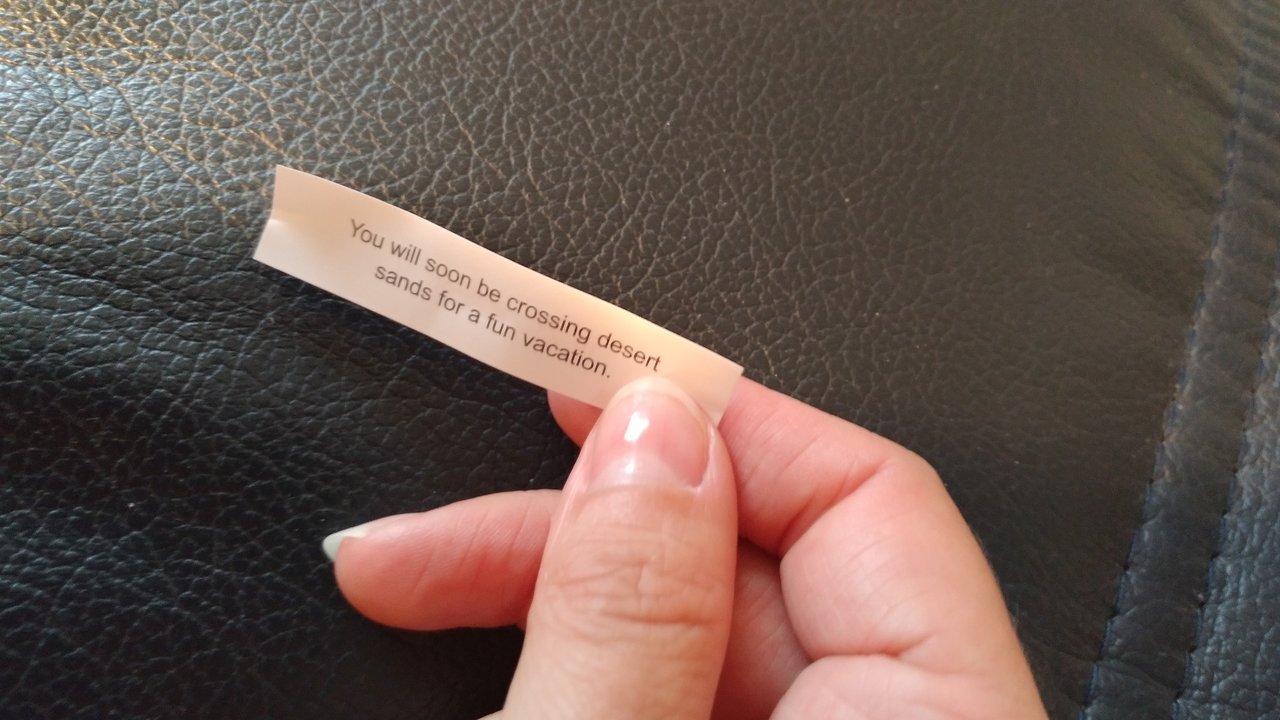 You will soon be crossing desert
sands for a fun vacation.